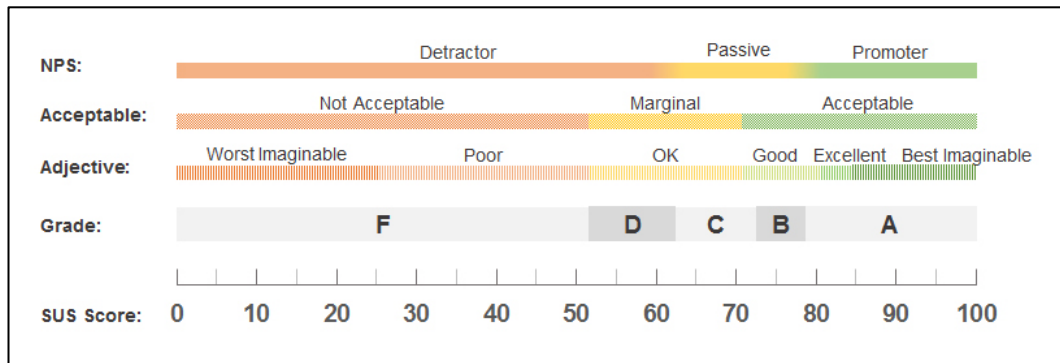 NPS: Detractor Passive Promoter
Acceptable: Not Acceptable Marginal Acceptable
Adjective: Worst Imaginable Poor OK Good Excellent Best Imaginable
Grade: F D C B A
SUS Score: 0 10 20 30 40 50 60 70 80 90 100